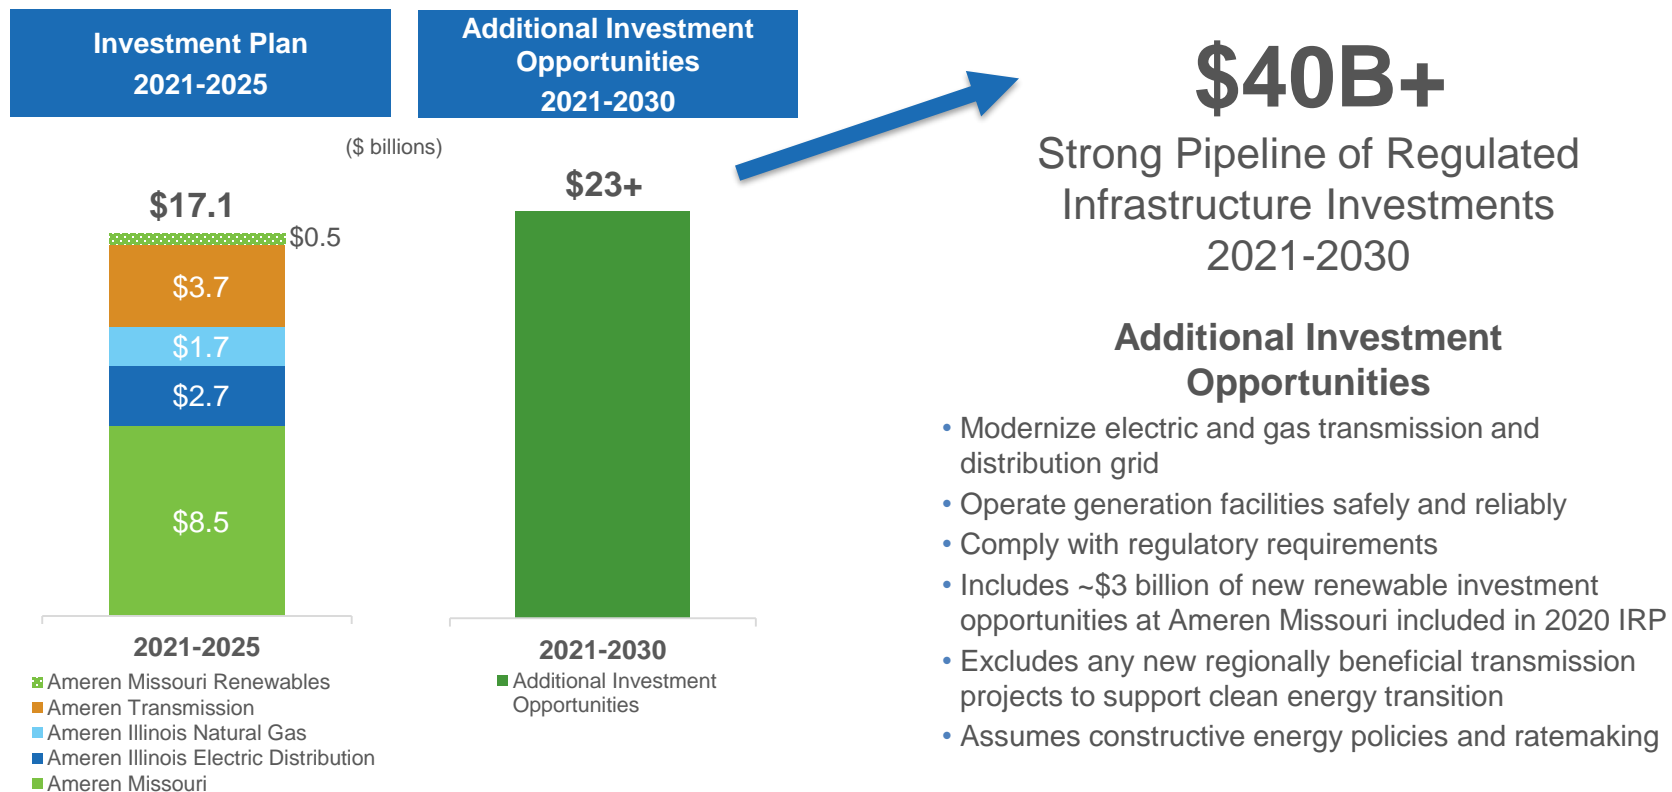 Investment Plan
2021-2025
Additional Investment
Opportunities
2021-2030
($ billions)
$17.1
$0.5
$3.7
$1.7
$2.7
$8.5
2021-2025
Ameren Missouri Renewables
Ameren Transmission
Ameren Illinois Natural Gas
Ameren Illinois Electric Distribution
Ameren Missouri
$23+
2021-2030
Additional Investment
Opportunities
$40B+
Strong Pipeline of Regulated
Infrastructure Investments
2021-2030
Additional Investment
Opportunities
• Modernize electric and gas transmission and
distribution grid
• Operate generation facilities safely and reliably
• Comply with regulatory requirements
• Includes ~$3 billion of new renewable investment
opportunities at Ameren Missouri included in 2020 IRP
• Excludes any new regionally beneficial transmission
projects to support clean energy transition
• Assumes constructive energy policies and ratemaking